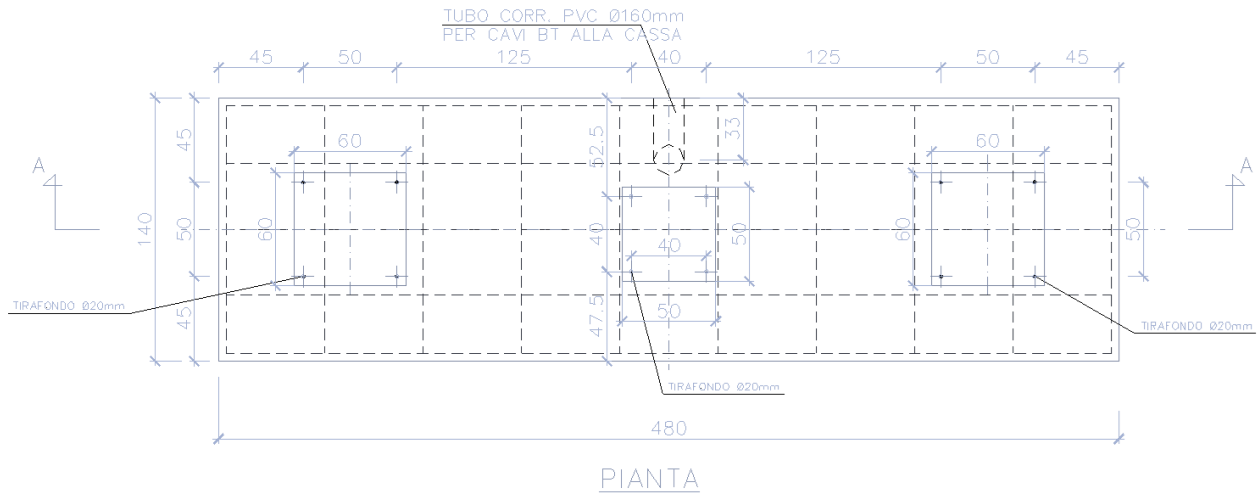 TUBO CORR. PVC Ø160mm
PER CAVI BT ALLA CASSA
45 50 125 40 125 50 45
A A
140
45
50
45
60
60
52.5
40
47.5
33
40
50
50
60
60
50
TIRAFONDO Ø20mm
TIRAFONDO Ø20mm
TIRAFONDO Ø20mm
480
PIANTA